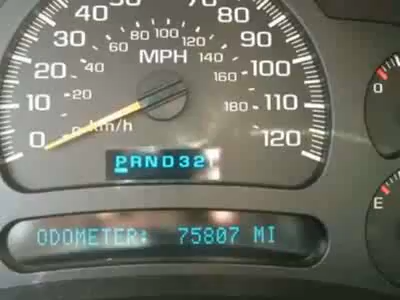 50 70
40 60 80 100 120 80
30 MPH 140 90
20 40 160 100
10 20 180 110
0 0 km/h 120
PRND32
ODOMETER: 75807 MI
0
E